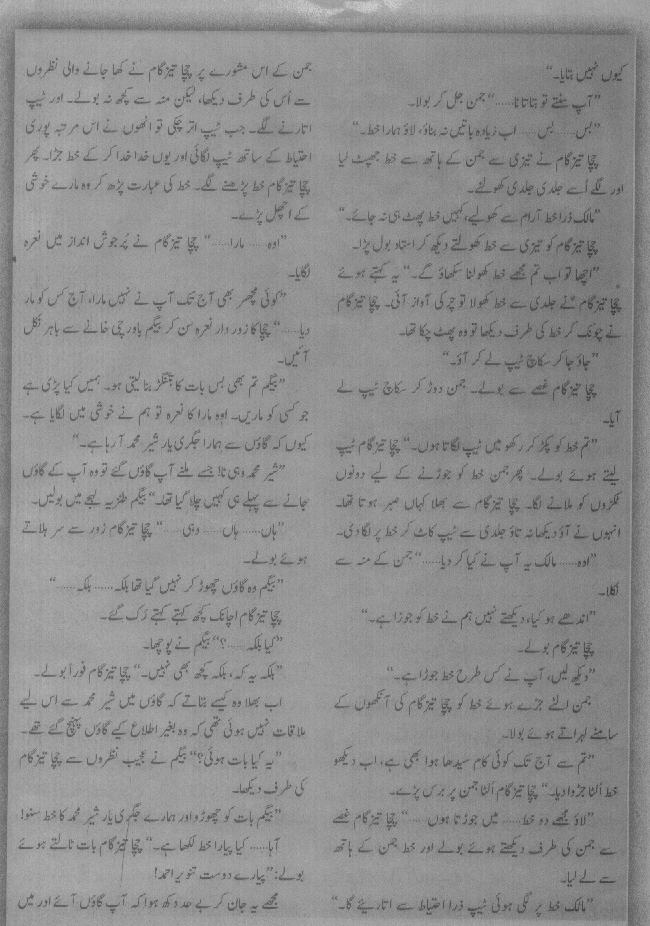 کیوں نہیں بتایا۔“
”آپ سنتے تو بتاتا نا......“ جمن جل کر بولا۔
”بس...... بس...... اب زیادہ باتیں نہ بناؤ، لاؤ ہمارا خط۔“
چچا تیز گام نے تیزی سے جمن کے ہاتھ سے خط جھپٹ لیا
اور لگے اُسے جلدی جلدی کھولنے۔
”مالک ذرا خط آرام سے کھولیے، کہیں خط پھٹ ہی نہ جائے۔“
چچا تیز گام کو تیزی سے خط کھولتے دیکھ کر استاد بول پڑا۔
”اچھا تو اب تم مجھے خط کھولنا سکھاؤ گے۔“ یہ کہتے ہوئے
چچا تیز گام نے جلدی سے خط کھولا تو چر کی آواز آئی۔ چچا تیز گام
نے چونک کر خط کی طرف دیکھا تو وہ پھٹ چکا تھا۔
”جاؤ جا کر سکاچ ٹیپ لے کر آؤ۔“
چچا تیز گام غصے سے بولے۔ جمن دوڑ کر سکاچ ٹیپ لے
آیا۔
”تم خط کو پکڑ کر رکھو میں ٹیپ لگاتا ہوں۔“ چچا تیز گام ٹیپ
لیتے ہوئے بولے۔ پھر جمن خط کو جوڑنے کے لیے دونوں
ٹکڑوں کو ملانے لگا۔ چچا تیز گام سے بھلا کہاں صبر ہوتا تھا۔
انہوں نے آؤ دیکھا نہ تاؤ جلدی سے ٹیپ کاٹ کر خط پر لگا دی۔
”اوہ...... مالک یہ آپ نے کیا کر دیا......“ جمن کے منہ سے
نکلا۔
”اندھے ہو کیا، دیکھتے نہیں ہم نے خط کو جوڑا ہے۔“
چچا تیز گام بولے۔
”دیکھ لیں، آپ نے کس طرح خط جوڑا ہے۔“
جمن الٹے جڑے ہوئے خط کو چچا تیز گام کی آنکھوں کے
سامنے لہراتے ہوئے بولا۔
”تم سے آج تک کوئی کام سیدھا ہوا بھی ہے، اب دیکھو
خط اُلٹا جڑوا دیا۔“ چچا تیز گام اُلٹا جمن پر برس پڑے۔
”لاؤ مجھے دو خط...... میں جوڑتا ہوں......“ چچا تیز گام غصے
سے جمن کی طرف دیکھتے ہوئے بولے اور خط جمن کے ہاتھ
سے لے لیا۔
”مالک خط پر لگی ہوئی ٹیپ ذرا احتیاط سے اتاریئے گا۔“
جمن کے اس مشورے پر چچا تیز گام نے کھا جانے والی نظروں
سے اُس کی طرف دیکھا، لیکن منہ سے کچھ نہ بولے۔ اور ٹیپ
اتارنے لگے۔ جب ٹیپ اتر چکی تو انھوں نے اس مرتبہ پوری
احتیاط کے ساتھ ٹیپ لگائی اور یوں خدا خدا کر کے خط جڑا۔ پھر
چچا تیز گام خط پڑھنے لگے۔ خط کی عبارت پڑھ کر وہ مارے خوشی
کے اچھل پڑے۔
”اوہ...... مارا......“ چچا تیز گام نے پُرجوش انداز میں نعرہ
لگایا۔
”کوئی مچھر بھی آج تک آپ نے نہیں مارا، آج کس کو مار
دیا......“ چچا کا زور دار نعرہ سن کر بیگم باورچی خانے سے باہر نکل
آئیں۔
”بیگم تم بھی بس بات کا بتنگڑ بنا لیتی ہو۔ ہمیں کیا پڑی ہے
جو کسی کو ماریں۔ اوہ مارا کا نعرہ تو ہم نے خوشی میں لگایا ہے۔
کیوں کہ گاؤں سے ہمارا جگری یار شیر محمد آ رہا ہے۔“
”شیر محمد وہی نا! جسے ملنے آپ گاؤں گئے تو وہ آپ کے گاؤں
جانے سے پہلے ہی کہیں چلا گیا تھا۔“ بیگم طنزیہ لہجے میں بولیں۔
”ہاں...... ہاں...... وہی......“ چچا تیز گام زور سے سر ہلاتے
ہوئے بولے۔
”بیگم وہ گاؤں چھوڑ کر نہیں گیا تھا بلکہ...... بلکہ......“
چچا تیز گام اچانک کچھ کہتے کہتے رُک گئے۔
”کیا بلکہ......؟“ بیگم نے پوچھا۔
”بلکہ یہ کہ، بلکہ کچھ بھی نہیں۔“ چچا تیز گام فوراً بولے۔
اب بھلا وہ کیسے بتاتے کہ گاؤں میں شیر محمد سے اس لیے
ملاقات نہیں ہوئی تھی کہ وہ بغیر اطلاع کیے گاؤں پہنچ گئے تھے۔
”یہ کیا بات ہوئی؟“ بیگم نے عجیب نظروں سے چچا تیز گام
کی طرف دیکھا۔
”بیگم بات کو چھوڑو اور ہمارے جگری یار شیر محمد کا خط سنو!
آہا...... کیا پیارا خط لکھا ہے۔“ چچا تیز گام بات ٹالتے ہوئے
بولے: ”پیارے دوست تنویر احمد!
مجھے یہ جان کر بے حد دکھ ہوا کہ آپ گاؤں آئے اور میں